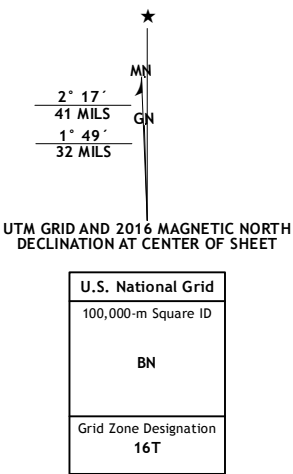 ★
MN
2° 17´
41 MILS
GN
1° 49´
32 MILS
UTM GRID AND 2016 MAGNETIC NORTH
DECLINATION AT CENTER OF SHEET
U.S. National Grid
100,000-m Square ID
BN
Grid Zone Designation
16T